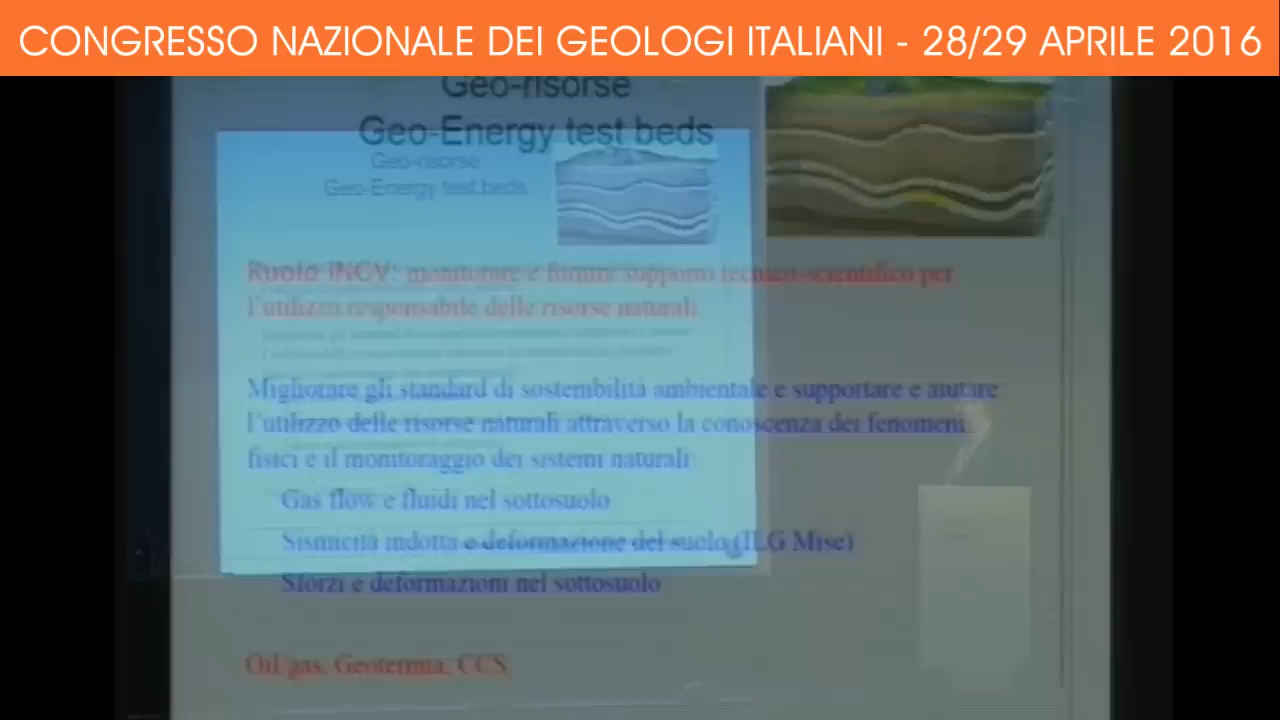 CONGRESSO NAZIONALE DEI GEOLOGI ITALIANI - 28/29 APRILE 2016
Geo-risorse
Geo-Energy test beds
Geo-risorse
Geo-Energy test beds
Ruolo INGV: monitorare e fornire supporto tecnico-scientifico per
l'utilizzo responsabile delle risorse naturali
Migliorare gli standard di sostenibilità ambientale e supportare e aiutare
l'utilizzo delle risorse naturali attraverso la conoscenza dei fenomeni
fisici e il monitoraggio dei sistemi naturali
Gas flow e fluidi nel sottosuolo
Sismicità indotta e deformazione del suolo (ILG Mise)
Sforzi e deformazioni nel sottosuolo
Oil/gas, Geotermia, CCS